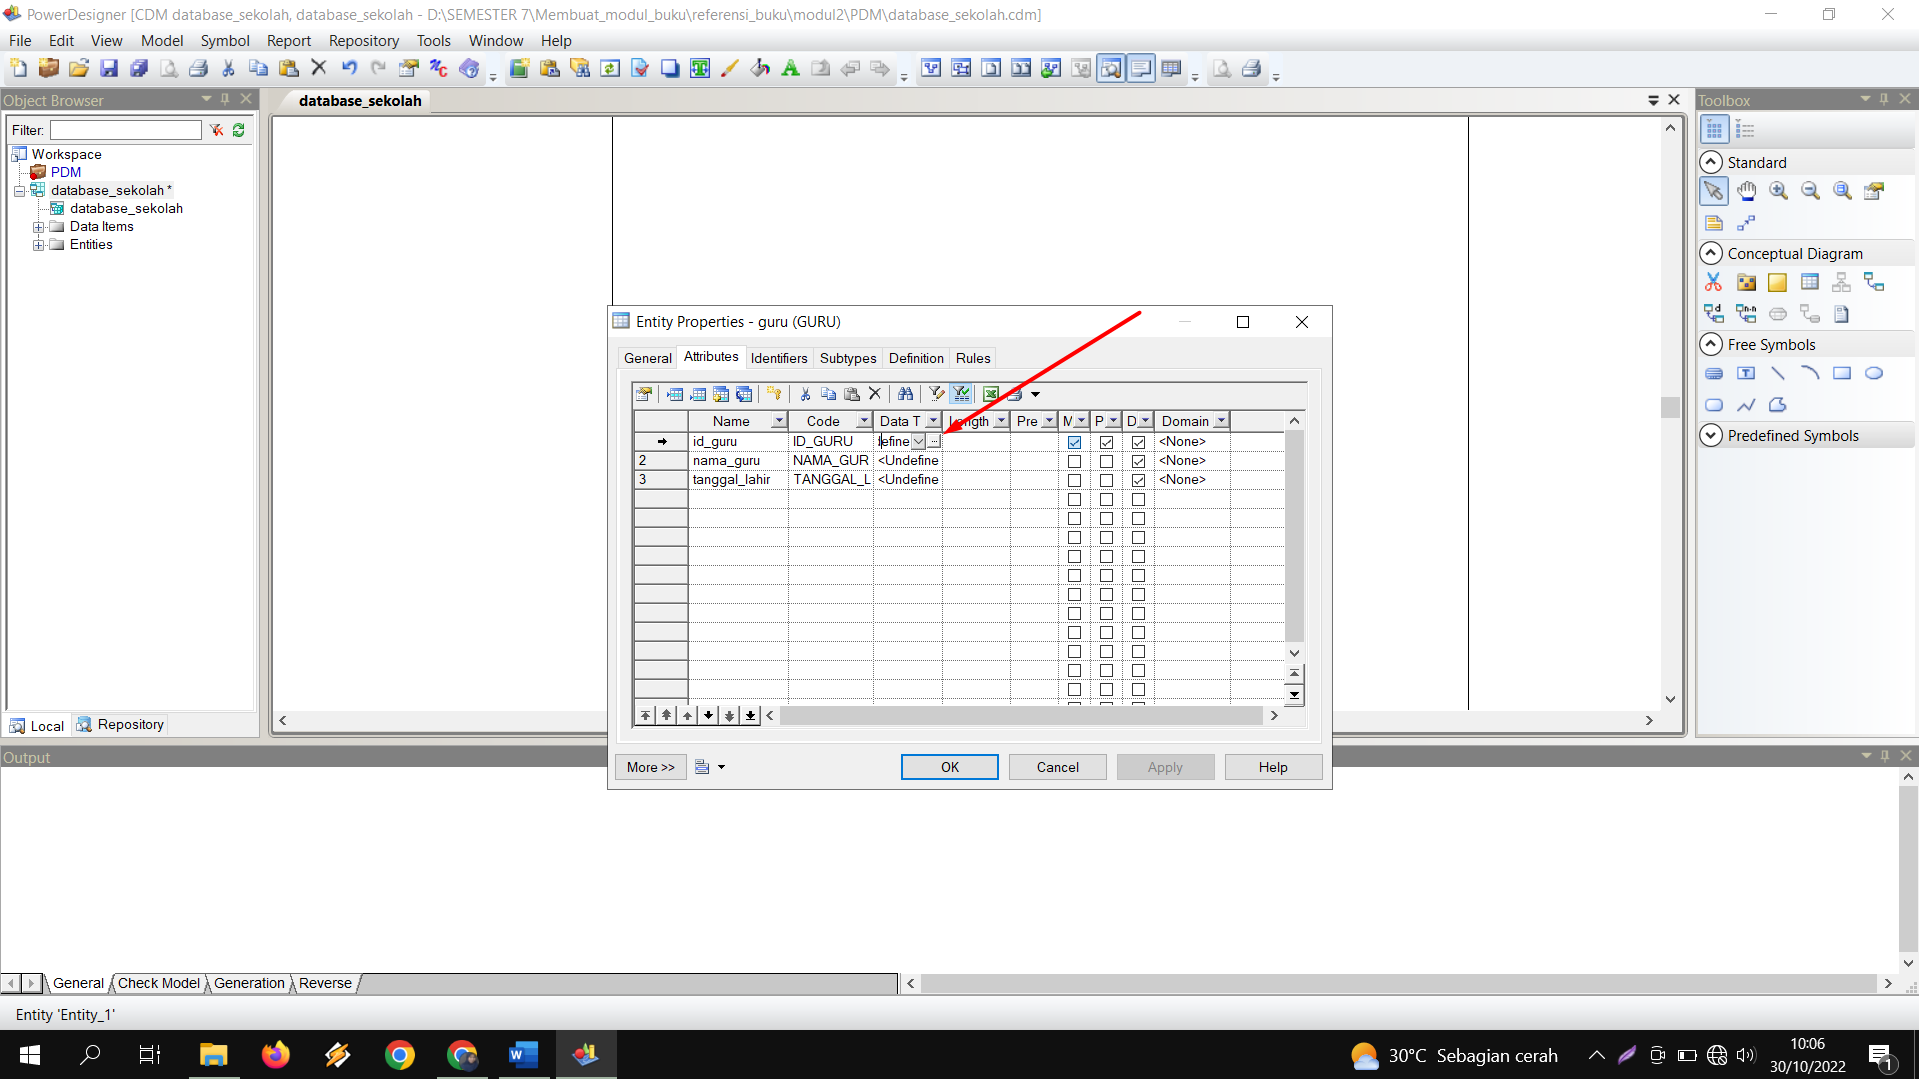 PowerDesigner [CDM database_sekolah, database_sekolah - D:\SEMESTER 7\Membuat_modul_buku\referensi_buku\modul2\PDM\database_sekolah.cdm]
File Edit View Model Symbol Report Repository Tools Window Help
Object Browser
database_sekolah
Toolbox
Filter:
Workspace
PDM
database_sekolah *
database_sekolah
Data Items
Entities
Local Repository
Standard
Conceptual Diagram
Free Symbols
Predefined Symbols
Entity Properties - guru (GURU)
General Attributes Identifiers Subtypes Definition Rules
Name Code Data T Length Pre M P D Domain
id_guru ID_GURU efine <None>
2 nama_guru NAMA_GUR <Undefine <None>
3 tanggal_lahir TANGGAL_L <Undefine <None>
More >> OK Cancel Apply Help
Output
General Check Model Generation Reverse
Entity 'Entity_1'
30°C Sebagian cerah
10:06
30/10/2022
1